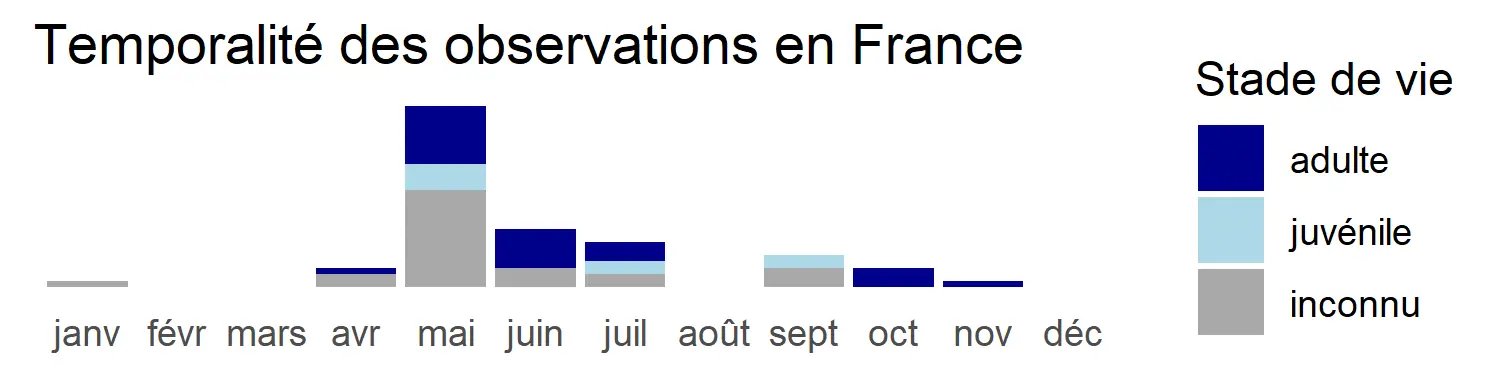 Temporalité des observations en France
Stade de vie
adulte
juvénile
inconnu
janv févr mars avr mai juin juil août sept oct nov déc